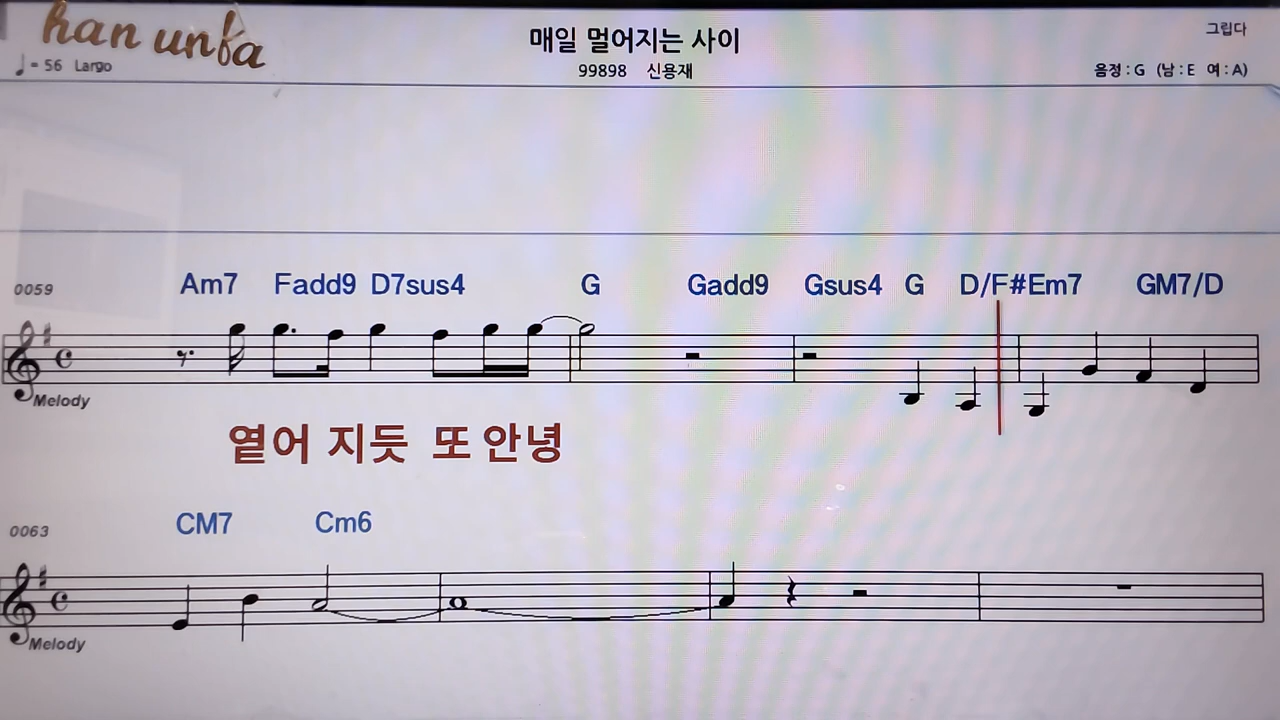 han unfa
매일 멀어지는 사이
그립다
♩= 56 Largo
99898 신용재
음정 : G (남 : E 여 : A)
0059 Am7 Fadd9 D7sus4 G Gadd9 Gsus4 G D/F# Em7 GM7/D
Melody
옅어 지듯 또 안녕
0063 CM7 Cm6
Melody